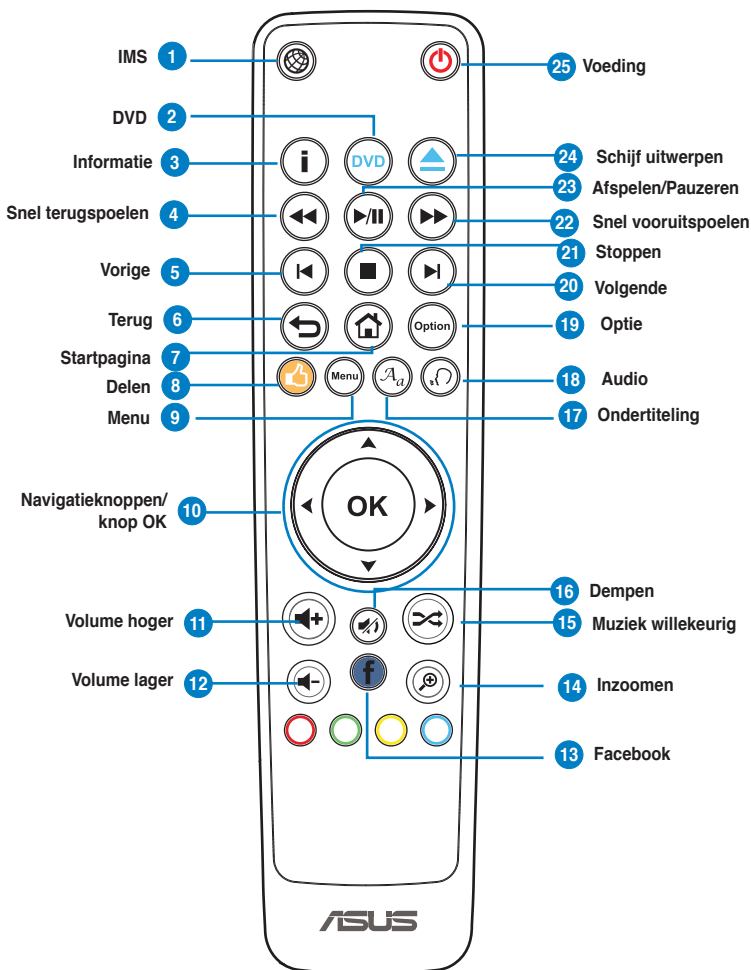 IMS 1
25 Voeding
DVD 2
Informatie 3
i
DVD
24 Schijf uitwerpen
23 Afspelen/Pauzeren
Snel terugspoelen 4
22 Snel vooruitspoelen
21 Stoppen
Vorige 5
20 Volgende
Terug 6
Option
19 Optie
Startpagina 7
Delen 8
Menu
Aa
18 Audio
Menu 9
17 Ondertiteling
Navigatieknoppen/
knop OK
10
OK
16 Dempen
Volume hoger 11
+
15 Muziek willekeurig
Volume lager 12
-
f
14 Inzoomen
13 Facebook
ASUS